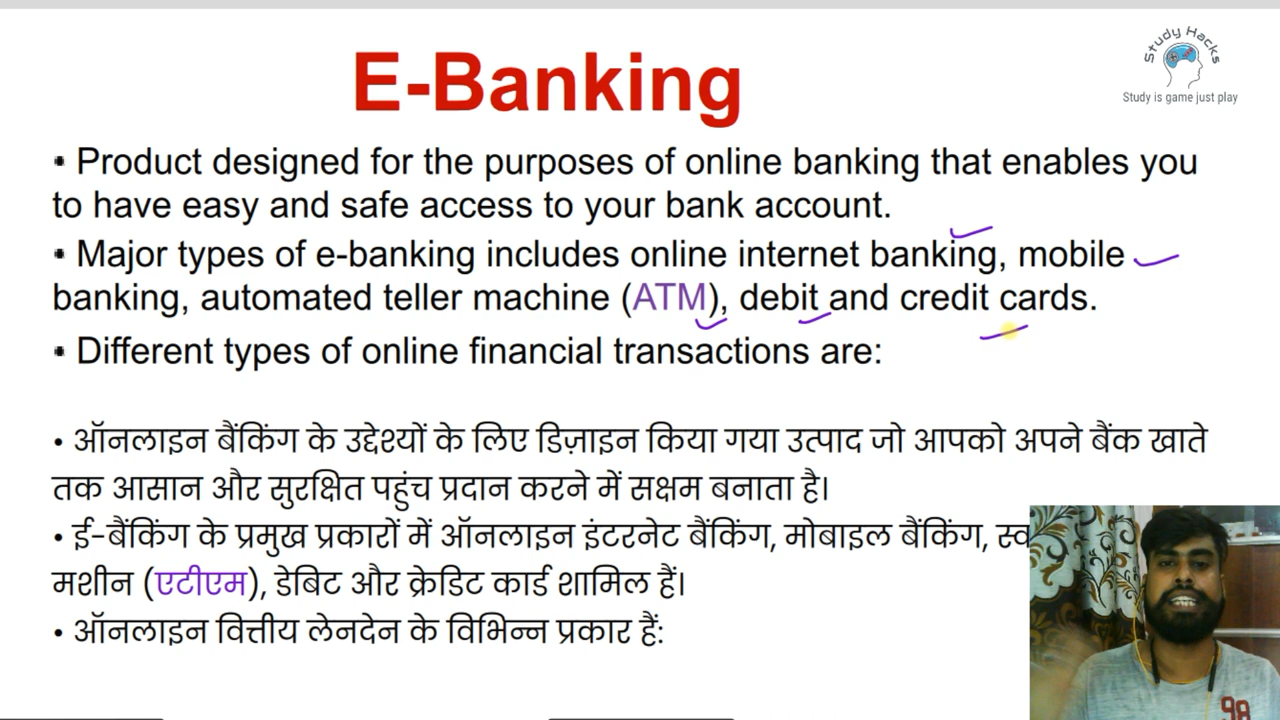 Study Hacks
Study is game just play
E-Banking
▪ Product designed for the purposes of online banking that enables you
to have easy and safe access to your bank account.
▪ Major types of e-banking includes online internet banking, mobile
banking, automated teller machine (ATM), debit and credit cards.
▪ Different types of online financial transactions are:
• ऑनलाइन बैंकिंग के उद्देश्यों के लिए डिज़ाइन किया गया उत्पाद जो आपको अपने बैंक खाते
तक आसान और सुरक्षित पहुंच प्रदान करने में सक्षम बनाता है।
• ई-बैंकिंग के प्रमुख प्रकारों में ऑनलाइन इंटरनेट बैंकिंग, मोबाइल बैंकिंग,
मशीन (एटीएम), डेबिट और क्रेडिट कार्ड शामिल हैं।
• ऑनलाइन वित्तीय लेनदेन के विभिन्न प्रकार हैं:
98